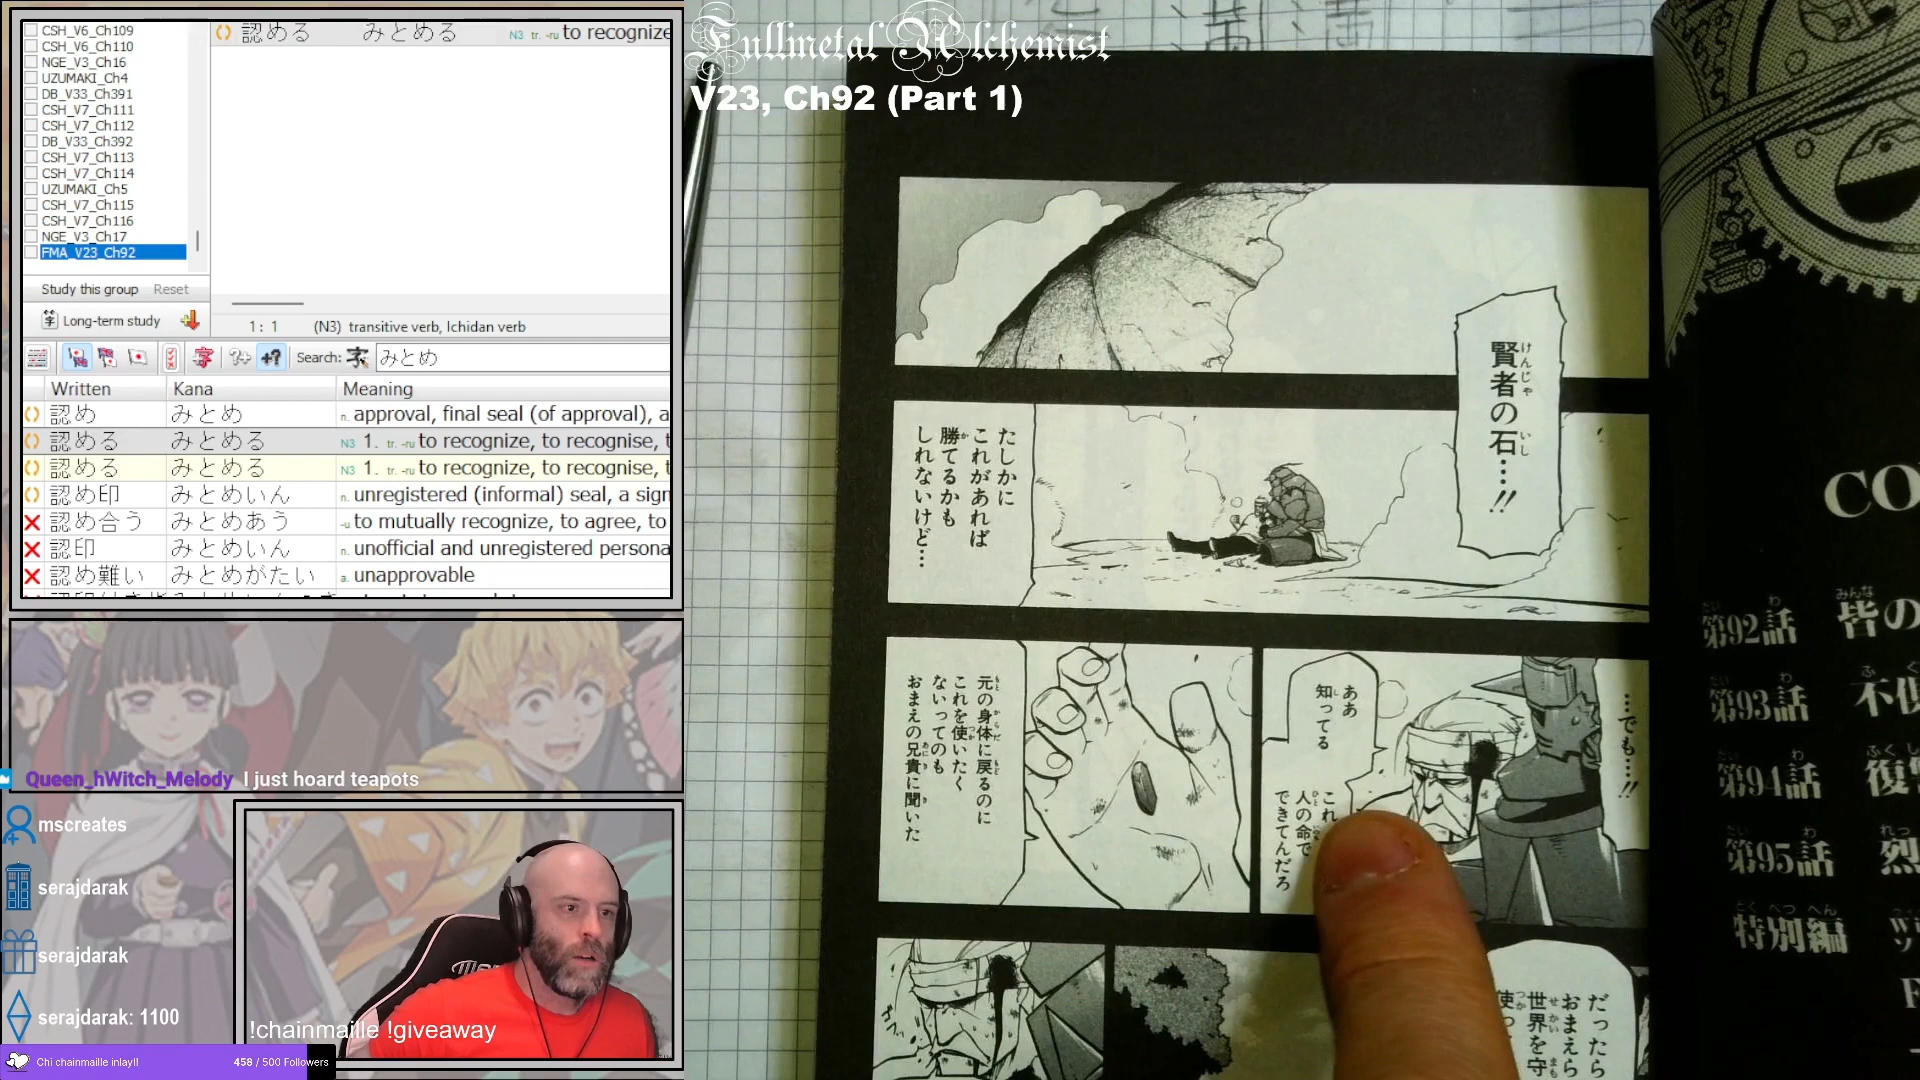 CSH_V6_Ch109
CSH_V6_Ch110
NGE_V3_Ch16
UZUMAKI_Ch4
DB_V33_Ch391
CSH_V7_Ch111
CSH_V7_Ch112
DB_V33_Ch392
CSH_V7_Ch113
CSH_V7_Ch114
UZUMAKI_Ch5
CSH_V7_Ch115
CSH_V7_Ch116
NGE_V3_Ch17
FMA_V23_Ch92
Study this group Reset
Long-term study
認める みとめる N3 tr. -ru to recognize
1: 1 (N3) transitive verb, Ichidan verb
Search: みとめ
Written Kana Meaning
認め みとめ n. approval, final seal (of approval), a
認める みとめる N3 1. tr. -ru to recognize, to recognise, t
認める みとめる N3 1. tr. -ru to recognize, to recognise, t
認め印 みとめいん n. unregistered (informal) seal, a sign
認め合う みとめあう -u to mutually recognize, to agree, to
認印 みとめいん n. unofficial and unregistered persona
認め難い みとめがたい a. unapprovable
Queen_hWitch_Melody I just hoard teapots
mscreates
serajdarak
serajdarak
serajdarak: 1100
!chainmaille !giveaway
Chi chainmaille inlay!! 458 / 500 Followers
Fullmetal Alchemist
V23, Ch92 (Part 1)
賢者の石…!!
けんじゃ いし
たしかに
これがあれば
勝てるかも
しれないけど…
…でも…!!
ああ
知ってる
これ
人の命で
できてんだろ
元の身体に戻るのに
これを使いたく
ないってのも
おまえの兄貴に聞いた
だったら
おまえら
世界を守
使っ
CO
第92話 皆の
第93話 不
第94話 復
第95話 烈
特別編